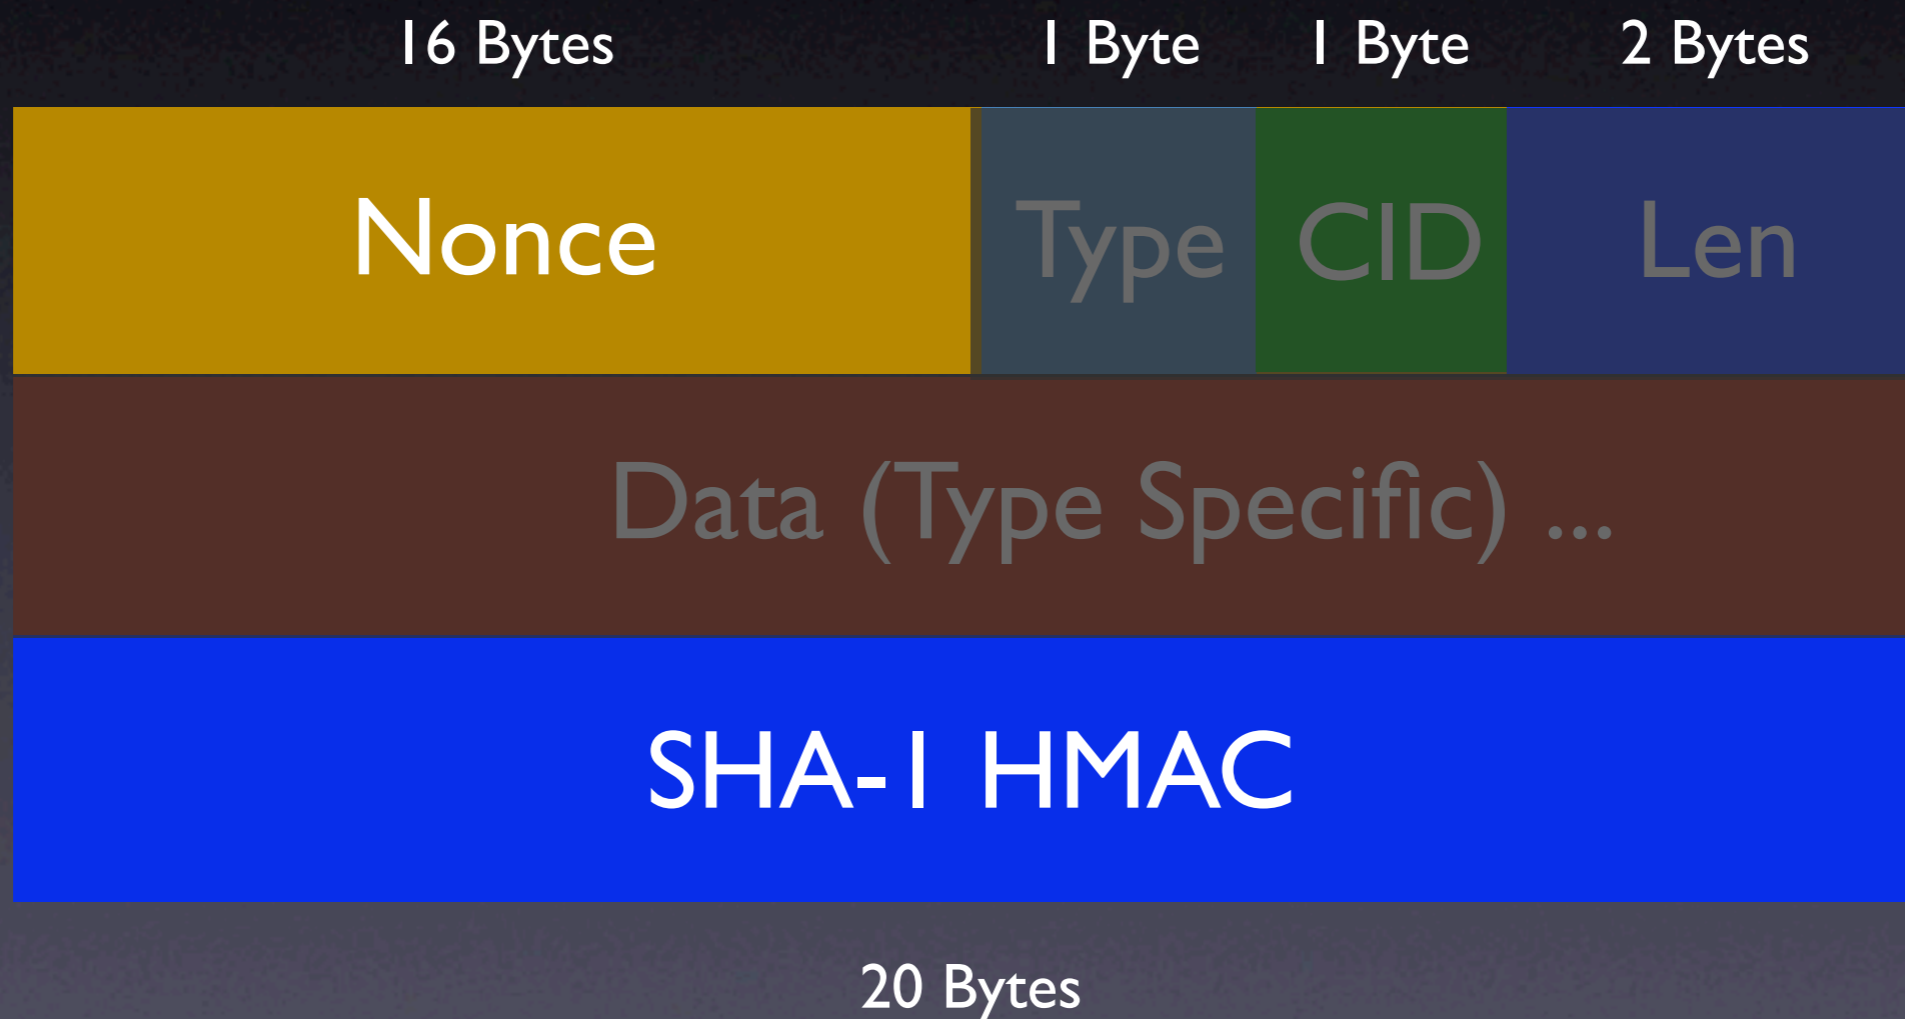 16 Bytes 1 Byte 1 Byte 2 Bytes
Nonce Type CID Len
Data (Type Specific) ...
SHA-1 HMAC
20 Bytes